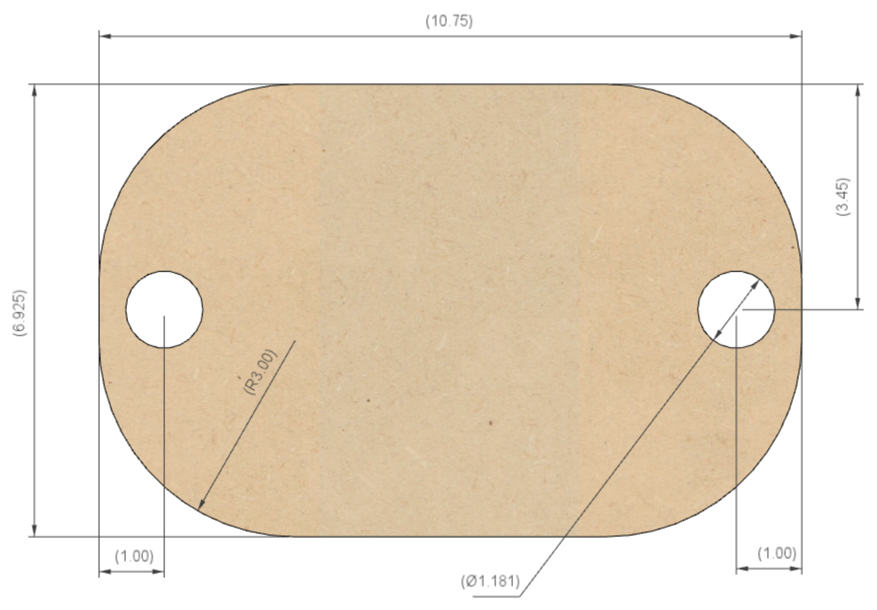 (10.75)
(3.45)
(6.925)
(R3.00)
(1.00)
(1.00)
(Ø1.181)